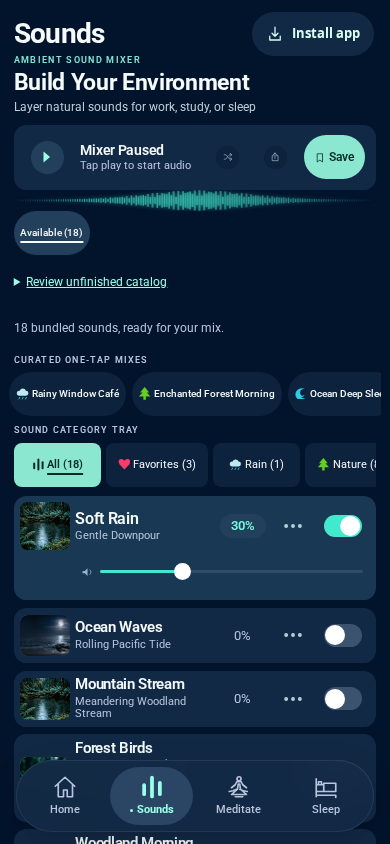 Sounds
Install app
AMBIENT SOUND MIXER
Build Your Environment
Layer natural sounds for work, study, or sleep
Mixer Paused
Tap play to start audio
Save
Available (18)
Review unfinished catalog
18 bundled sounds, ready for your mix.
CURATED ONE-TAP MIXES
Rainy Window Café
Enchanted Forest Morning
Ocean Deep
SOUND CATEGORY TRAY
All (18)
Favorites (3)
Rain (1)
Nature
Soft Rain
Gentle Downpour
30%
Ocean Waves
Rolling Pacific Tide
0%
Mountain Stream
Meandering Woodland
Stream
0%
Forest Birds
Home
• Sounds
Meditate
Sleep
Woodland Morning